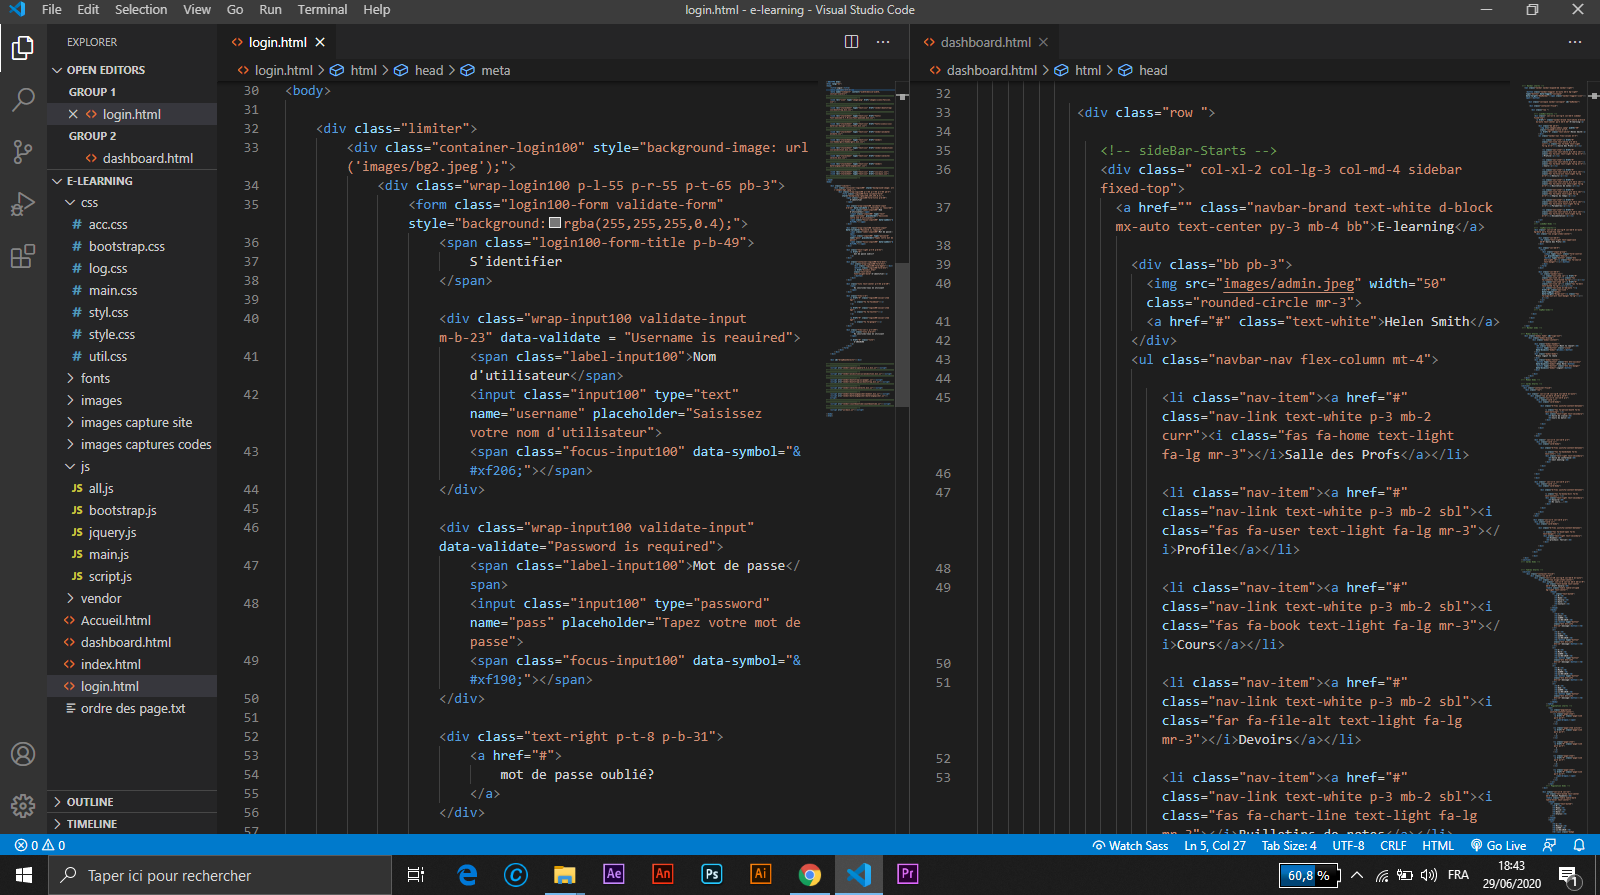 File Edit Selection View Go Run Terminal Help
login.html - e-learning - Visual Studio Code
EXPLORER
OPEN EDITORS
GROUP 1
login.html
GROUP 2
dashboard.html
E-LEARNING
css
# acc.css
# bootstrap.css
# log.css
# main.css
# styl.css
# style.css
# util.css
fonts
images
images capture site
images captures codes
js
JS all.js
JS bootstrap.js
JS jquery.js
JS main.js
JS script.js
vendor
Accueil.html
dashboard.html
index.html
login.html
ordre des page.txt
OUTLINE
TIMELINE
login.html
login.html > html > head > meta
30 <body>
31
32 <div class="limiter">
33 <div class="container-login100" style="background-image: url
('images/bg2.jpeg');">
34 <div class="wrap-login100 p-l-55 p-r-55 p-t-65 pb-3">
35 <form class="login100-form validate-form"
style="background:rgba(255,255,255,0.4);">
36 <span class="login100-form-title p-b-49">
37 S'identifier
38 </span>
39
40 <div class="wrap-input100 validate-input
m-b-23" data-validate = "Username is reauired">
41 <span class="label-input100">Nom
d'utilisateur</span>
42 <input class="input100" type="text"
name="username" placeholder="Saisissez
votre nom d'utilisateur">
43 <span class="focus-input100" data-symbol="&
#xf206;"></span>
44 </div>
45
46 <div class="wrap-input100 validate-input"
data-validate="Password is required">
47 <span class="label-input100">Mot de passe</
span>
48 <input class="input100" type="password"
name="pass" placeholder="Tapez votre mot de
passe">
49 <span class="focus-input100" data-symbol="&
#xf190;"></span>
50 </div>
51
52 <div class="text-right p-t-8 p-b-31">
53 <a href="#">
54 mot de passe oublié?
55 </a>
56 </div>
57
dashboard.html
dashboard.html > html > head
32
33 <div class="row ">
34
35 <!-- sideBar-Starts -->
36 <div class=" col-xl-2 col-lg-3 col-md-4 sidebar
fixed-top">
37 <a href="" class="navbar-brand text-white d-block
mx-auto text-center py-3 mb-4 bb">E-learning</a>
38
39 <div class="bb pb-3">
40 <img src="images/admin.jpeg" width="50"
class="rounded-circle mr-3">
41 <a href="#" class="text-white">Helen Smith</a>
42 </div>
43 <ul class="navbar-nav flex-column mt-4">
44
45 <li class="nav-item"><a href="#"
class="nav-link text-white p-3 mb-2
curr"><i class="fas fa-home text-light
fa-lg mr-3"></i>Salle des Profs</a></li>
46
47 <li class="nav-item"><a href="#"
class="nav-link text-white p-3 mb-2 sbl"><i
class="fas fa-user text-light fa-lg mr-3"></
i>Profile</a></li>
48
49 <li class="nav-item"><a href="#"
class="nav-link text-white p-3 mb-2 sbl"><i
class="fas fa-book text-light fa-lg mr-3"></
i>Cours</a></li>
50
51 <li class="nav-item"><a href="#"
class="nav-link text-white p-3 mb-2 sbl"><i
class="far fa-file-alt text-light fa-lg
mr-3"></i>Devoirs</a></li>
52
53 <li class="nav-item"><a href="#"
class="nav-link text-white p-3 mb-2 sbl"><i
class="fas fa-chart-line text-light fa-lg
mr-3"></i>Builletins de notes</a></li>
0 0 Watch Sass Ln 5, Col 27 Tab Size: 4 UTF-8 CRLF HTML Go Live
Taper ici pour rechercher
Ae An Ps Ai Pr
60,8 % FRA
18:43
29/06/2020
1